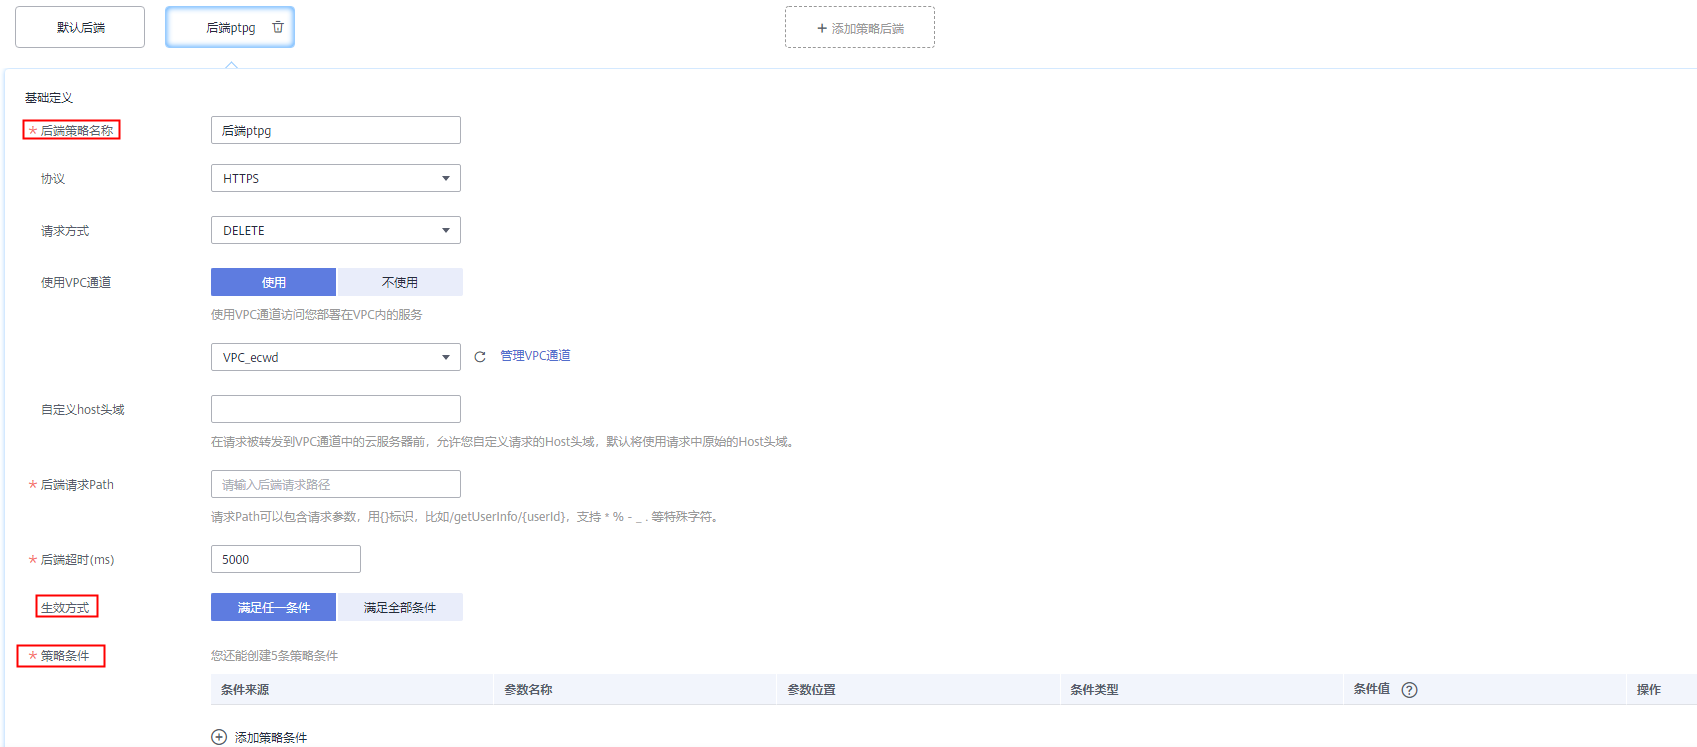 默认后端
后端ptpg
+ 添加策略后端
基础定义
* 后端策略名称
后端ptpg
协议
HTTPS
请求方式
DELETE
使用VPC通道
使用
不使用
使用VPC通道访问您部署在VPC内的服务
VPC_ecwd
管理VPC通道
自定义host头域
在请求被转发到VPC通道中的云服务器前，允许您自定义请求的Host头域，默认将使用请求中原始的Host头域。
* 后端请求Path
请输入后端请求路径
请求Path可以包含请求参数，用{}标识，比如/getUserInfo/{userId}，支持 * % - _ . 等特殊字符。
* 后端超时(ms)
5000
生效方式
满足任一条件
满足全部条件
* 策略条件
您还能创建5条策略条件
条件来源 参数名称 参数位置 条件类型 条件值 ? 操作
添加策略条件